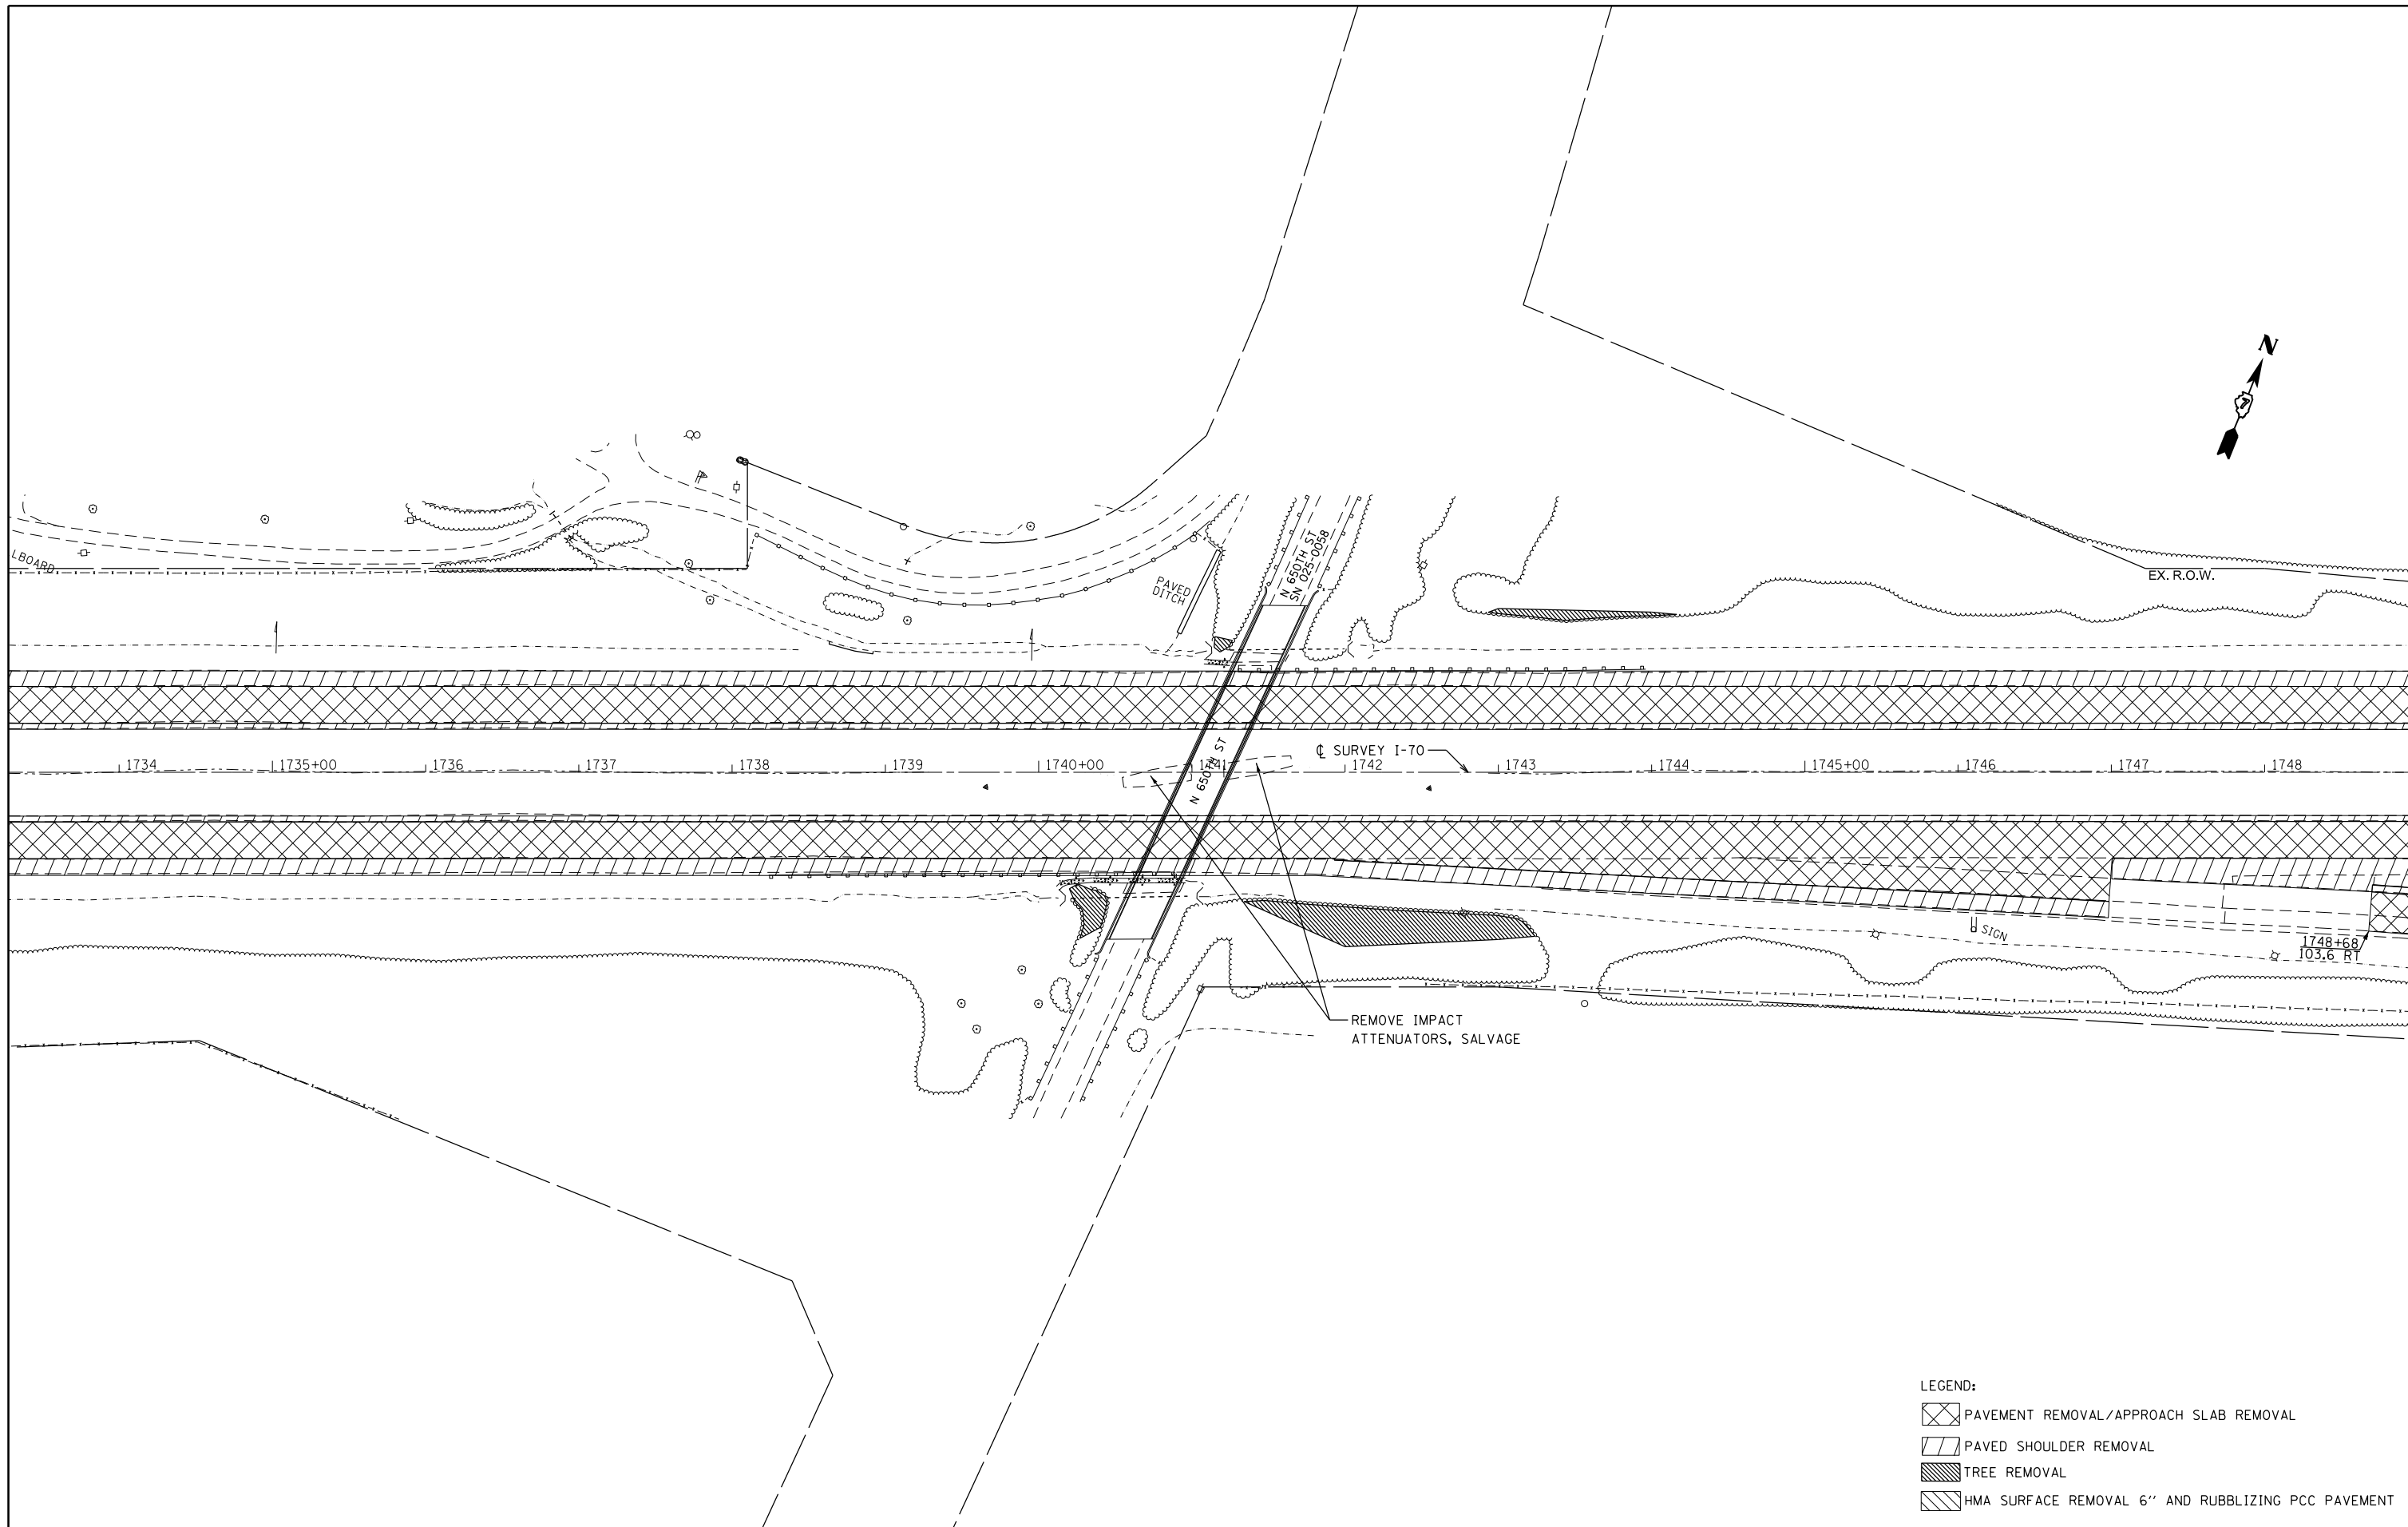 N
7
LBOARD
PAVED
DITCH
N 650TH ST
SN 025-0058
EX. R.O.W.
℄ SURVEY I-70
1734
1735+00
1736
1737
1738
1739
1740+00
1741
1742
1743
1744
1745+00
1746
1747
1748
N 650TH ST
SIGN
1748+68
103.6 RT
REMOVE IMPACT
ATTENUATORS, SALVAGE
LEGEND:
PAVEMENT REMOVAL/APPROACH SLAB REMOVAL
PAVED SHOULDER REMOVAL
TREE REMOVAL
HMA SURFACE REMOVAL 6'' AND RUBBLIZING PCC PAVEMENT